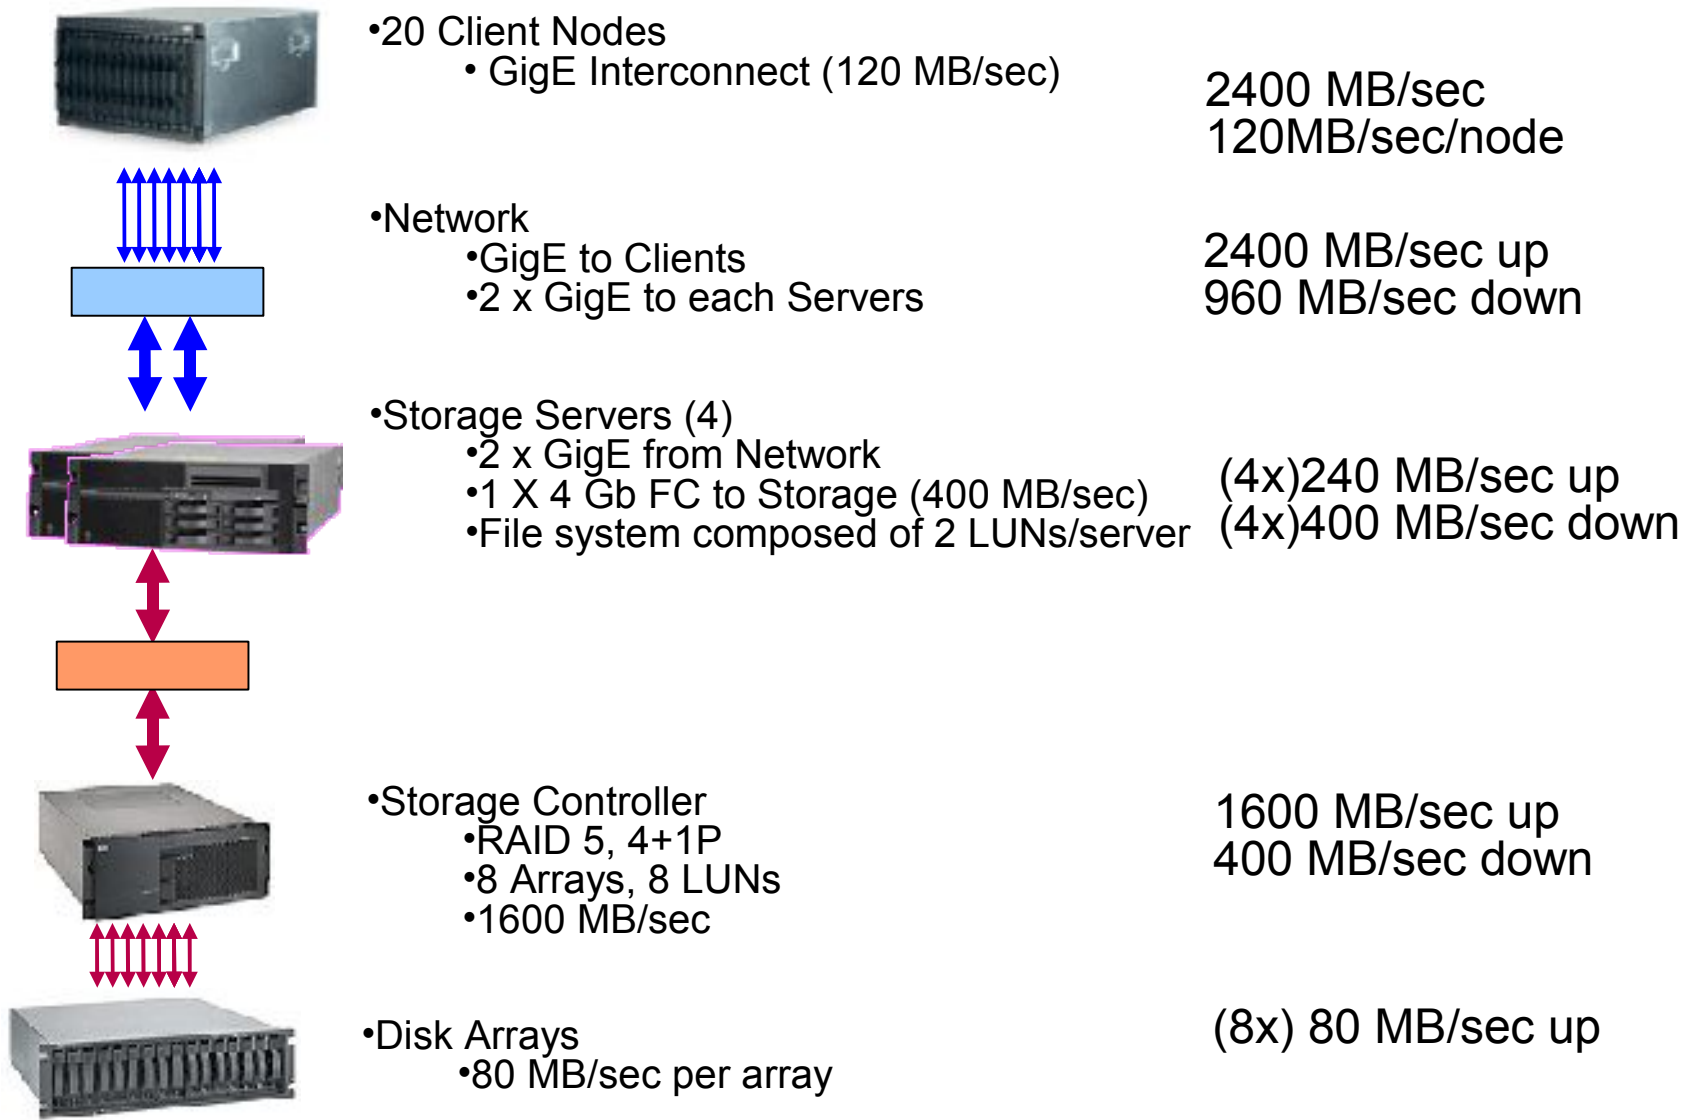 •20 Client Nodes
• GigE Interconnect (120 MB/sec)
2400 MB/sec
120MB/sec/node
•Network
•GigE to Clients
•2 x GigE to each Servers
2400 MB/sec up
960 MB/sec down
•Storage Servers (4)
•2 x GigE from Network
•1 X 4 Gb FC to Storage (400 MB/sec)
•File system composed of 2 LUNs/server
(4x)240 MB/sec up
(4x)400 MB/sec down
•Storage Controller
•RAID 5, 4+1P
•8 Arrays, 8 LUNs
•1600 MB/sec
1600 MB/sec up
400 MB/sec down
•Disk Arrays
•80 MB/sec per array
(8x) 80 MB/sec up